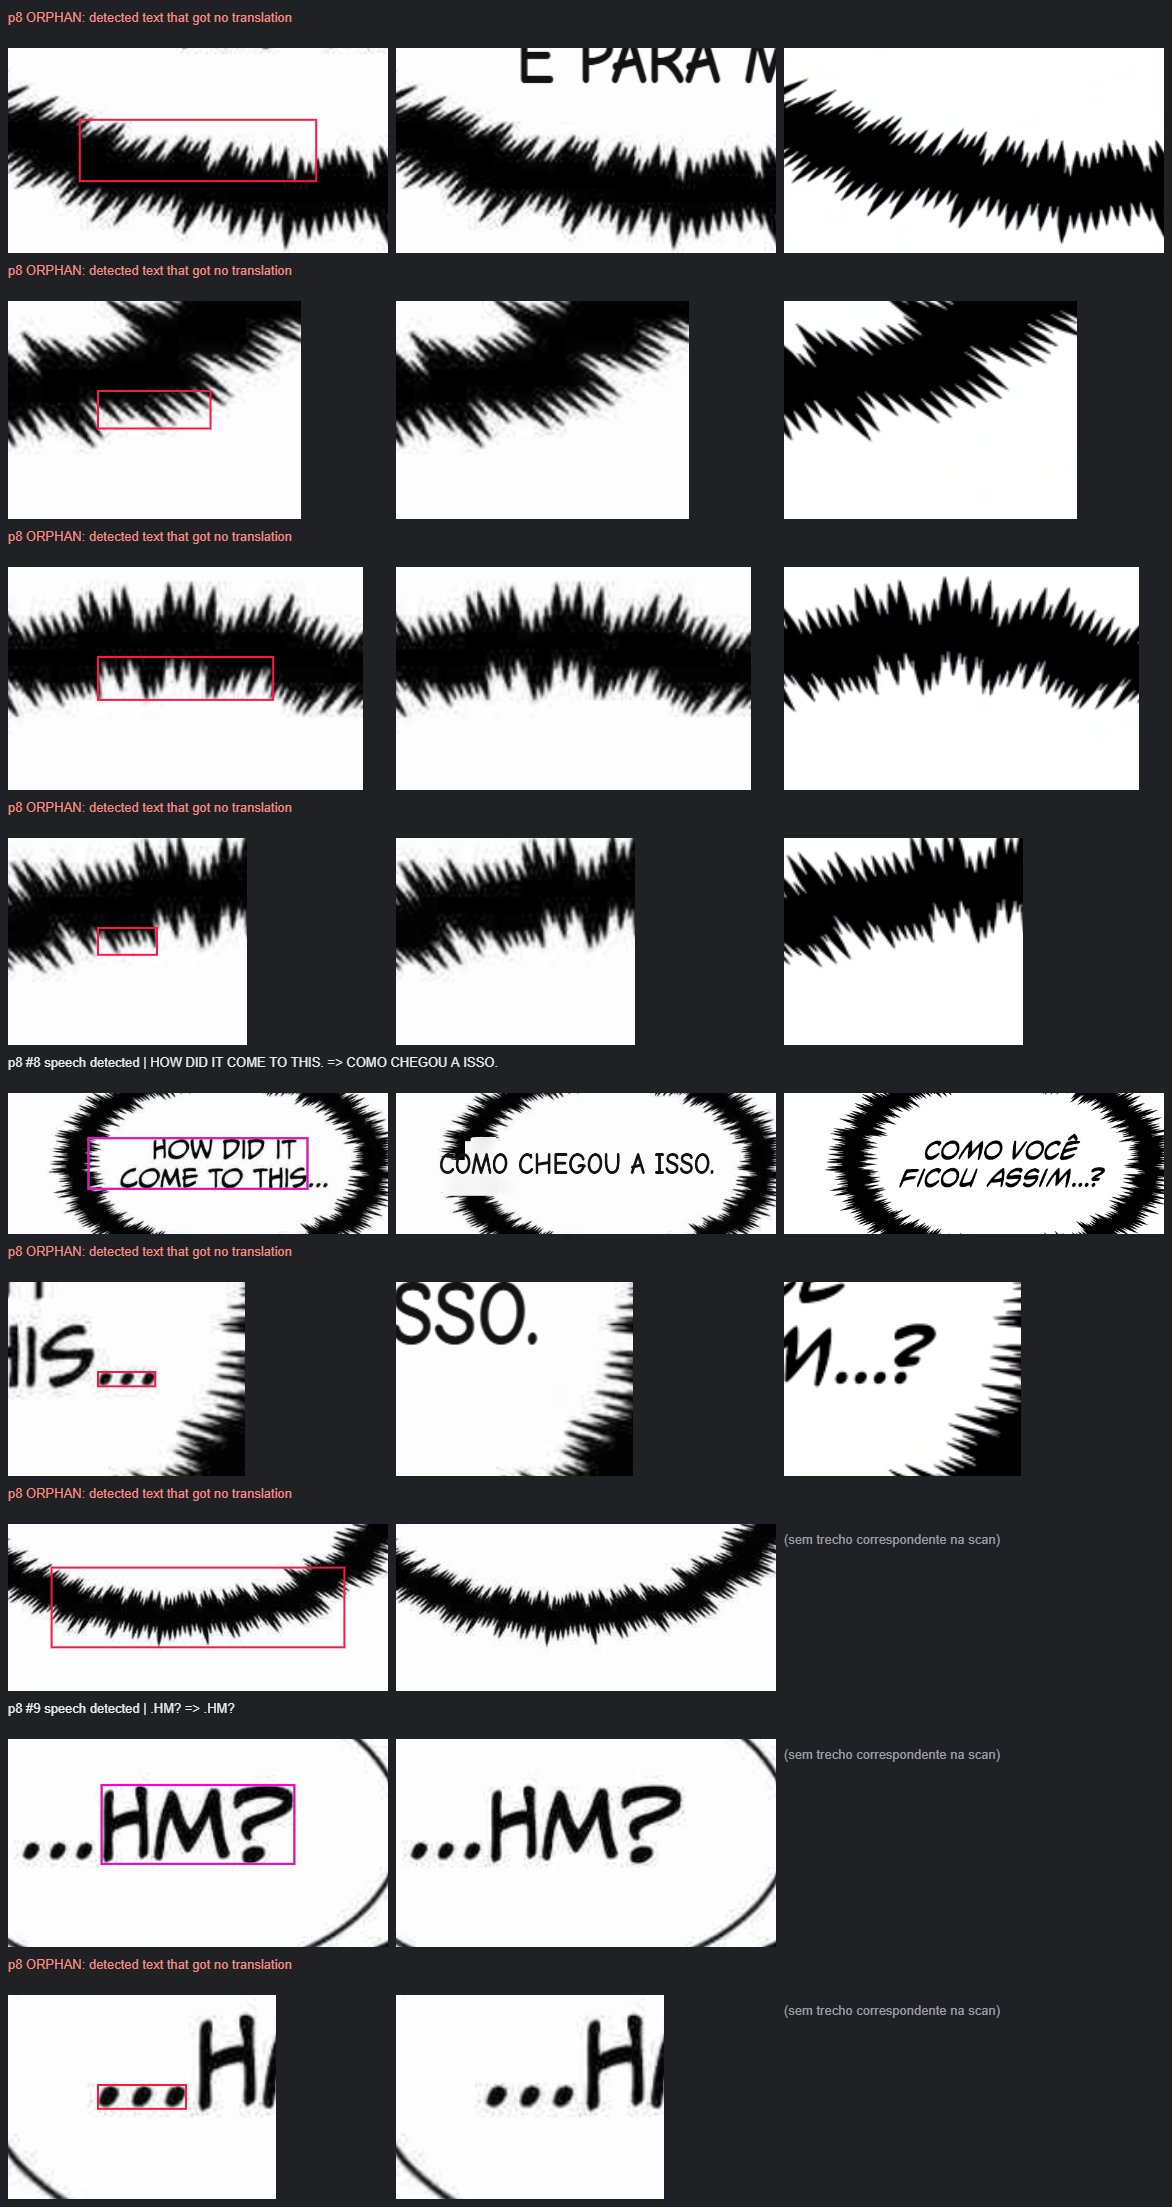 p8 ORPHAN: detected text that got no translation
E PARA M
p8 ORPHAN: detected text that got no translation
p8 ORPHAN: detected text that got no translation
p8 ORPHAN: detected text that got no translation
p8 #8 speech detected | HOW DID IT COME TO THIS. => COMO CHEGOU A ISSO.
HOW DID IT
COME TO THIS...
COMO CHEGOU A ISSO.
COMO VOCÊ
FICOU ASSIM...?
p8 ORPHAN: detected text that got no translation
HIS...
SSO.
M...?
p8 ORPHAN: detected text that got no translation
(sem trecho correspondente na scan)
p8 #9 speech detected | .HM? => .HM?
...HM?
...HM?
(sem trecho correspondente na scan)
p8 ORPHAN: detected text that got no translation
...H
...H
(sem trecho correspondente na scan)